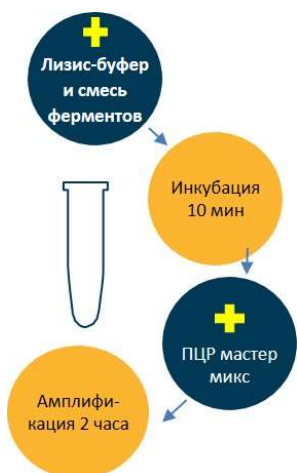 Лизис-буфер
и смесь
ферментов
Инкубация
10 мин
ПЦР мастер
микс
Амплифи-
кация 2 часа